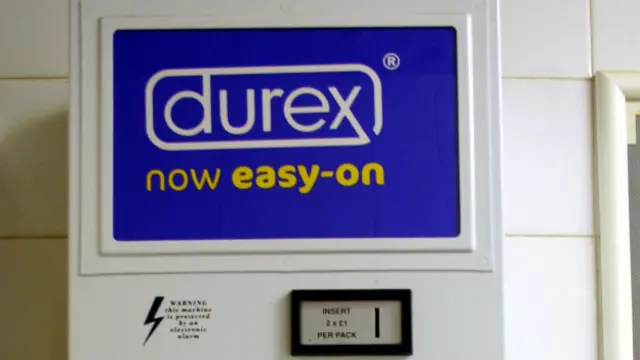 durex®
now easy-on
WARNING
this machine
is protected
by an
electronic
alarm
INSERT
2 x £1
PER PACK